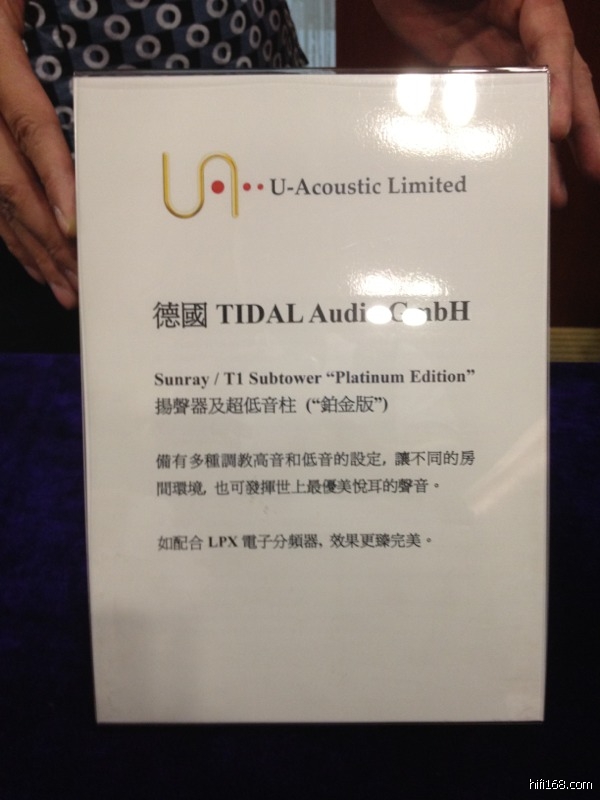 U-Acoustic Limited
德國 TIDAL Audio GmbH
Sunray / T1 Subtower “Platinum Edition”
揚聲器及超低音柱 (“鉑金版”)
備有多種調教高音和低音的設定, 讓不同的房
間環境, 也可發揮世上最優美悅耳的聲音。
如配合 LPX 電子分頻器, 效果更臻完美。
hifi168.com